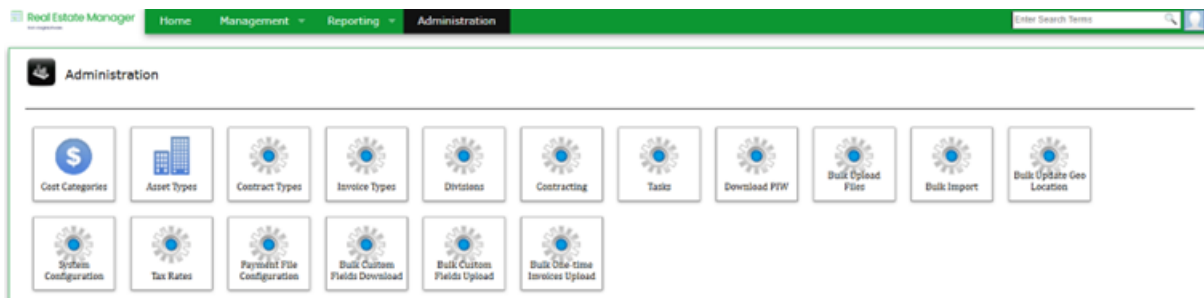 Real Estate Manager
Home
Management
Reporting
Administration
Enter Search Terms
Administration
$
Cost Categories
Asset Types
Contract Types
Invoice Types
Divisions
Contracting
Tasks
Download PIW
Bulk Upload
Files
Bulk Import
Bulk Update Geo
Location
System
Configuration
Tax Rates
Payment File
Configuration
Bulk Custom
Fields Download
Bulk Custom
Fields Upload
Bulk One-time
Invoices Upload